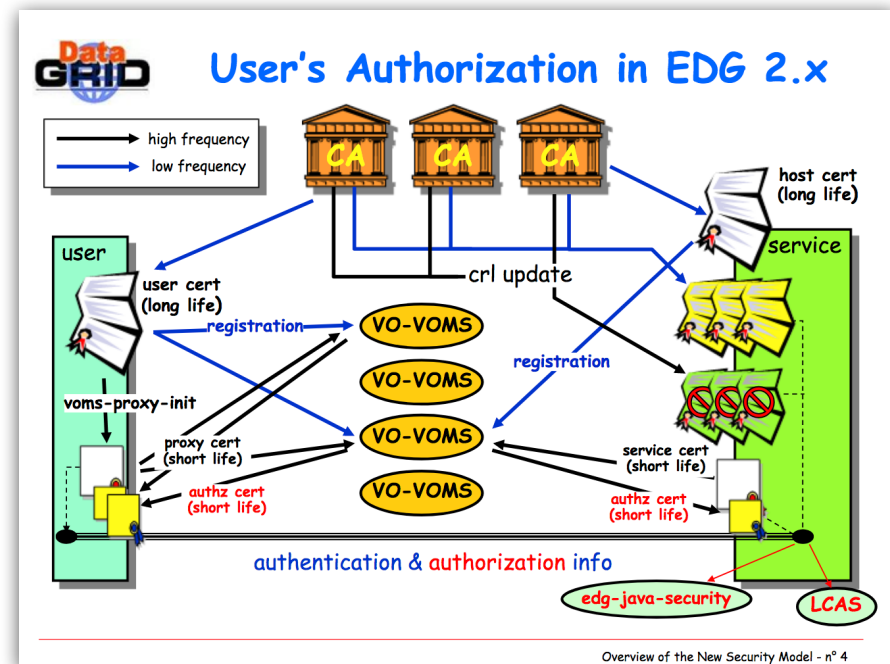 Data
GRID
User's Authorization in EDG 2.x
high frequency
low frequency
CA
CA
CA
host cert
(long life)
user
service
user cert
(long life)
crl update
registration
VO-VOMS
registration
VO-VOMS
voms-proxy-init
VO-VOMS
proxy cert
(short life)
service cert
(short life)
authz cert
(short life)
VO-VOMS
authz cert
(short life)
authentication & authorization info
edg-java-security
LCAS
Overview of the New Security Model - n° 4